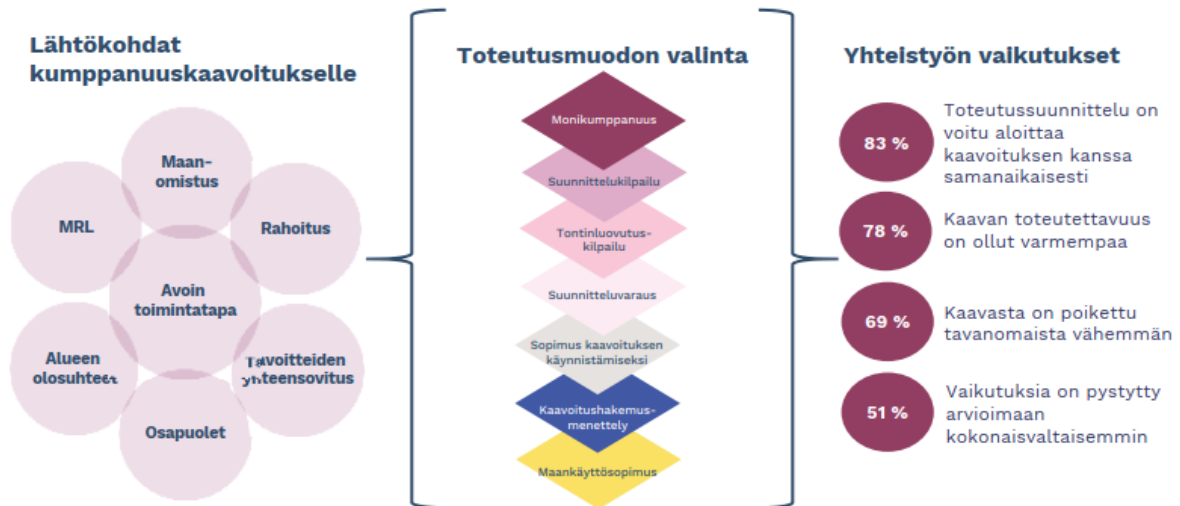 Lähtökohdat
kumppanuuskaavoitukselle
Maan-
omistus
MRL
Rahoitus
Avoin
toimintatapa
Alueen
olosuhteet
Tavoitteiden
yhteensovitus
Osapuolet
Toteutusmuodon valinta
Monikumppanuus
Suunnittelukilpailu
Tontinluovutus-
kilpailu
Suunnitteluvaraus
Sopimus kaavoituksen
käynnistämiseksi
Kaavoitushakemus-
menettely
Maankäyttösopimus
Yhteistyön vaikutukset
83 %
Toteutussuunnittelu on
voitu aloittaa
kaavoituksen kanssa
samanaikaisesti
78 %
Kaavan toteutettavuus
on ollut varmempaa
69 %
Kaavasta on poikettu
tavanomaista vähemmän
51 %
Vaikutuksia on pystytty
arvioimaan
kokonaisvaltaisemmin